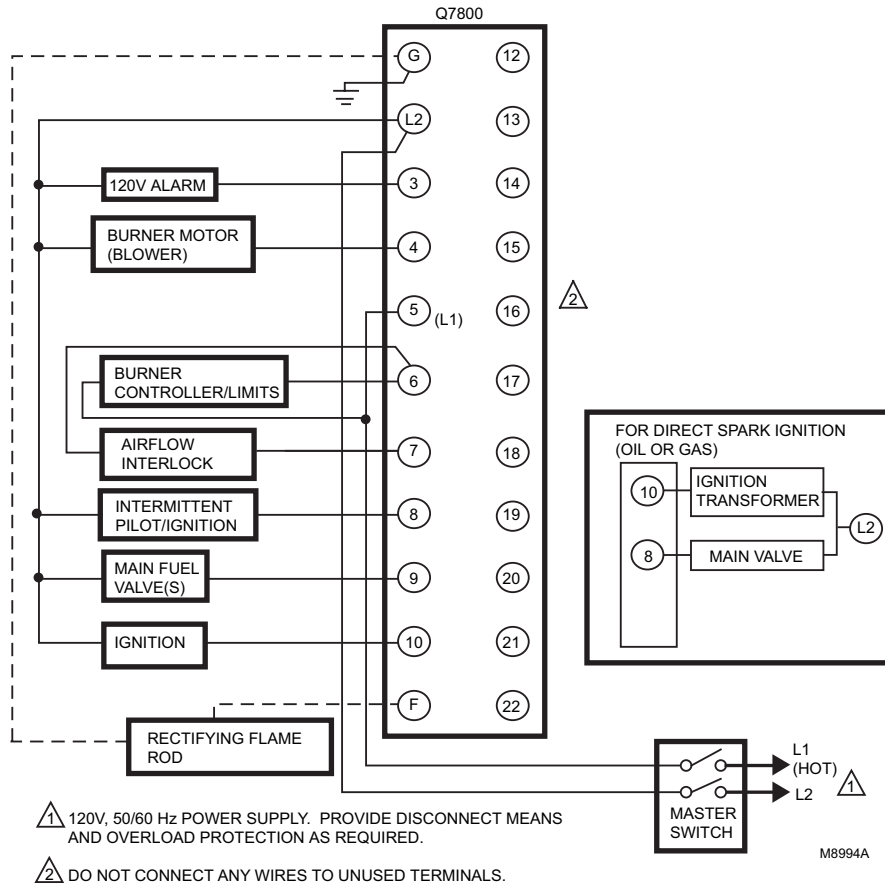 Q7800
G
12
L2
13
120V ALARM
3
14
BURNER MOTOR
(BLOWER)
4
15
5
(L1)
16
2
BURNER
CONTROLLER/LIMITS
6
17
AIRFLOW
INTERLOCK
7
18
INTERMITTENT
PILOT/IGNITION
8
19
MAIN FUEL
VALVE(S)
9
20
IGNITION
10
21
F
22
RECTIFYING FLAME
ROD
FOR DIRECT SPARK IGNITION
(OIL OR GAS)
10
IGNITION
TRANSFORMER
L2
8
MAIN VALVE
L1
(HOT)
L2
1
MASTER
SWITCH
1 120V, 50/60 Hz POWER SUPPLY. PROVIDE DISCONNECT MEANS
AND OVERLOAD PROTECTION AS REQUIRED.
2 DO NOT CONNECT ANY WIRES TO UNUSED TERMINALS.
M8994A